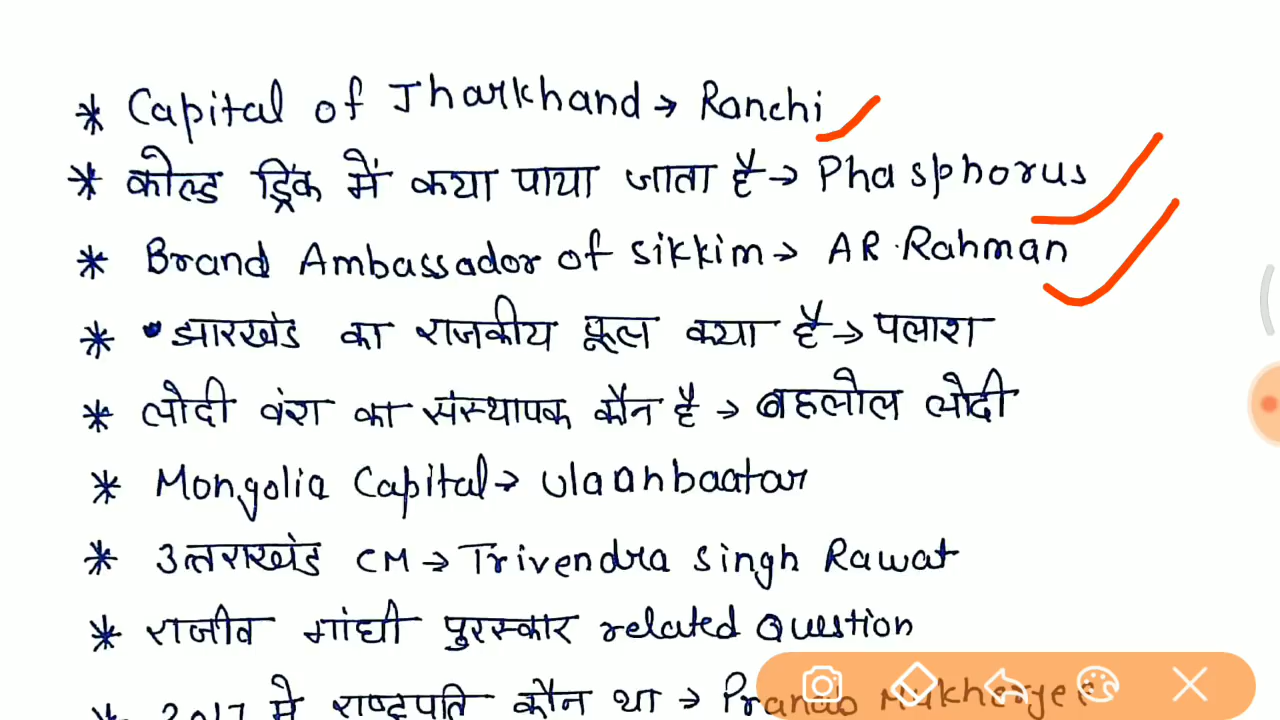 * Capital of Jharkhand → Ranchi
* कोल्ड ड्रिंक में क्या पाया जाता है → Phasphorus
* Brand Ambassador of Sikkim → AR. Rahman
* झारखंड का राजकीय फूल क्या है → पलाश
* लोदी वंश का संस्थापक कौन है → बहलोल लोदी
* Mongolia Capital → Ulaanbaatar
* उत्तराखंड CM → Trivendra Singh Rawat
* राजीव गांधी पुरस्कार related Question
* 2017 में राष्ट्रपति कौन था → Pranab Mukherjee